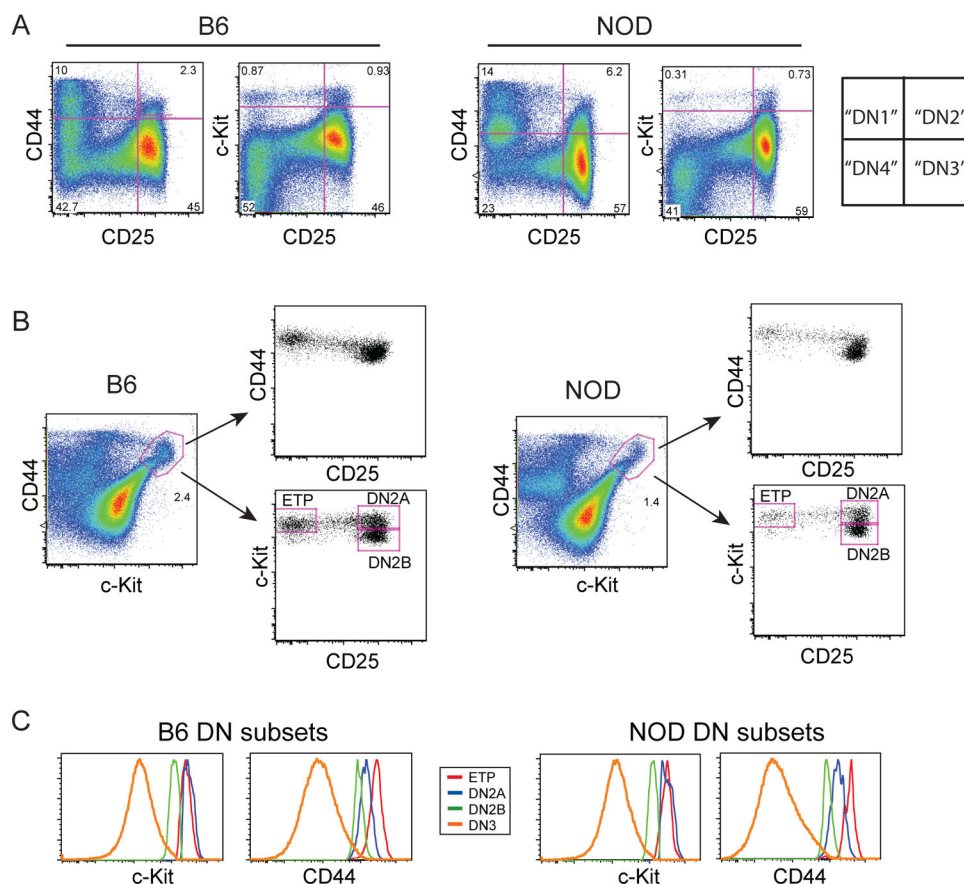 A
B6
NOD
10
2.3
42.7
45
CD44
CD25
0.87
0.93
52
46
c-Kit
CD25
14
6.2
23
57
CD44
CD25
0.31
0.73
41
59
c-Kit
CD25
“DN1” “DN2”
“DN4” “DN3”
B
B6
CD44
c-Kit
2.4
CD44
CD25
ETP
DN2A
DN2B
c-Kit
CD25
NOD
CD44
c-Kit
1.4
CD44
CD25
ETP
DN2A
DN2B
c-Kit
CD25
C
B6 DN subsets
c-Kit
CD44
ETP
DN2A
DN2B
DN3
NOD DN subsets
c-Kit
CD44